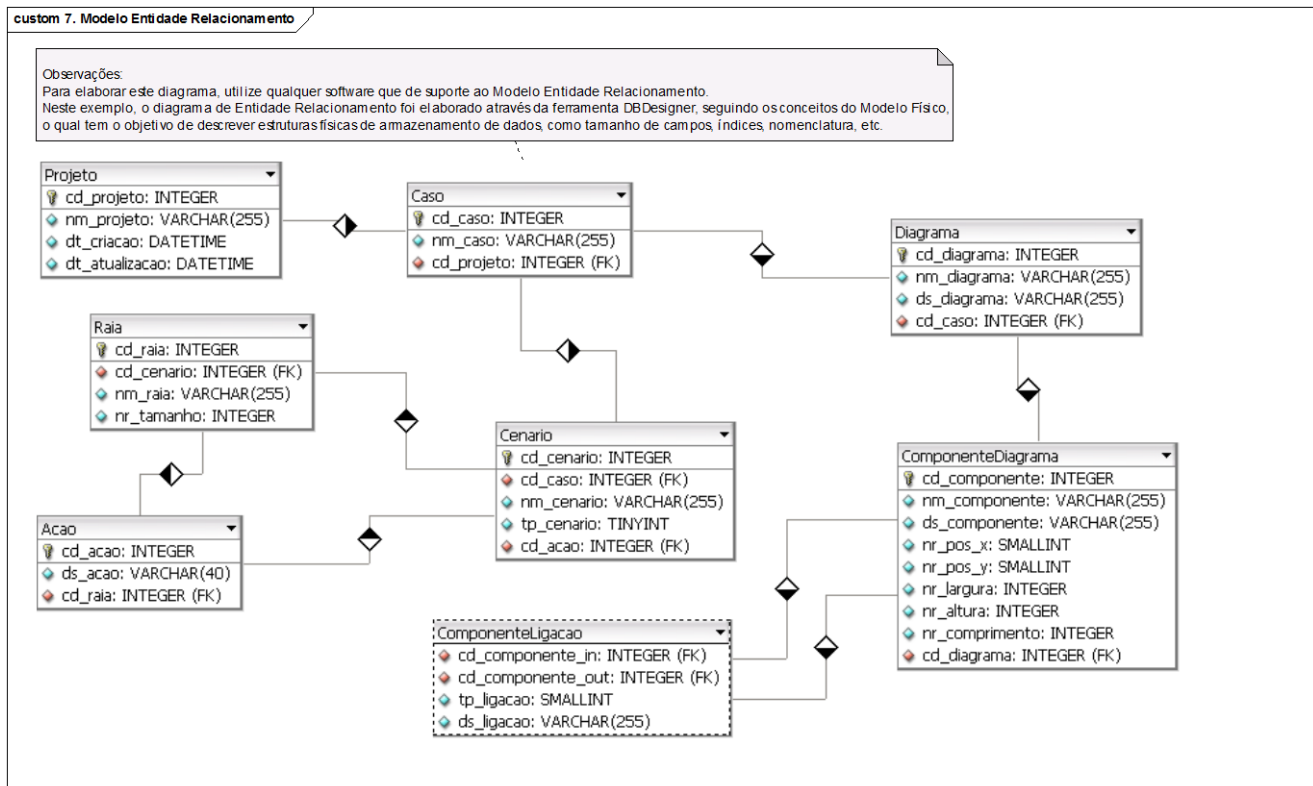 custom 7. Modelo Entidade Relacionamento
Observações:
Para elaborar este diagrama, utilize qualquer software que de suporte ao Modelo Entidade Relacionamento.
Neste exemplo, o diagrama de Entidade Relacionamento foi elaborado através da ferramenta DBDesigner, seguindo os conceitos do Modelo Físico,
o qual tem o objetivo de descrever estruturas físicas de armazenamento de dados, como tamanho de campos, índices, nomenclatura, etc.
Projeto
cd_projeto: INTEGER
nm_projeto: VARCHAR(255)
dt_criacao: DATETIME
dt_atualizacao: DATETIME
Caso
cd_caso: INTEGER
nm_caso: VARCHAR(255)
cd_projeto: INTEGER (FK)
Diagrama
cd_diagrama: INTEGER
nm_diagrama: VARCHAR(255)
ds_diagrama: VARCHAR(255)
cd_caso: INTEGER (FK)
Raia
cd_raia: INTEGER
cd_cenario: INTEGER (FK)
nm_raia: VARCHAR(255)
nr_tamanho: INTEGER
Cenario
cd_cenario: INTEGER
cd_caso: INTEGER (FK)
nm_cenario: VARCHAR(255)
tp_cenario: TINYINT
cd_acao: INTEGER (FK)
ComponenteDiagrama
cd_componente: INTEGER
nm_componente: VARCHAR(255)
ds_componente: VARCHAR(255)
nr_pos_x: SMALLINT
nr_pos_y: SMALLINT
nr_largura: INTEGER
nr_altura: INTEGER
nr_comprimento: INTEGER
cd_diagrama: INTEGER (FK)
Acao
cd_acao: INTEGER
ds_acao: VARCHAR(40)
cd_raia: INTEGER (FK)
ComponenteLigacao
cd_componente_in: INTEGER (FK)
cd_componente_out: INTEGER (FK)
tp_ligacao: SMALLINT
ds_ligacao: VARCHAR(255)